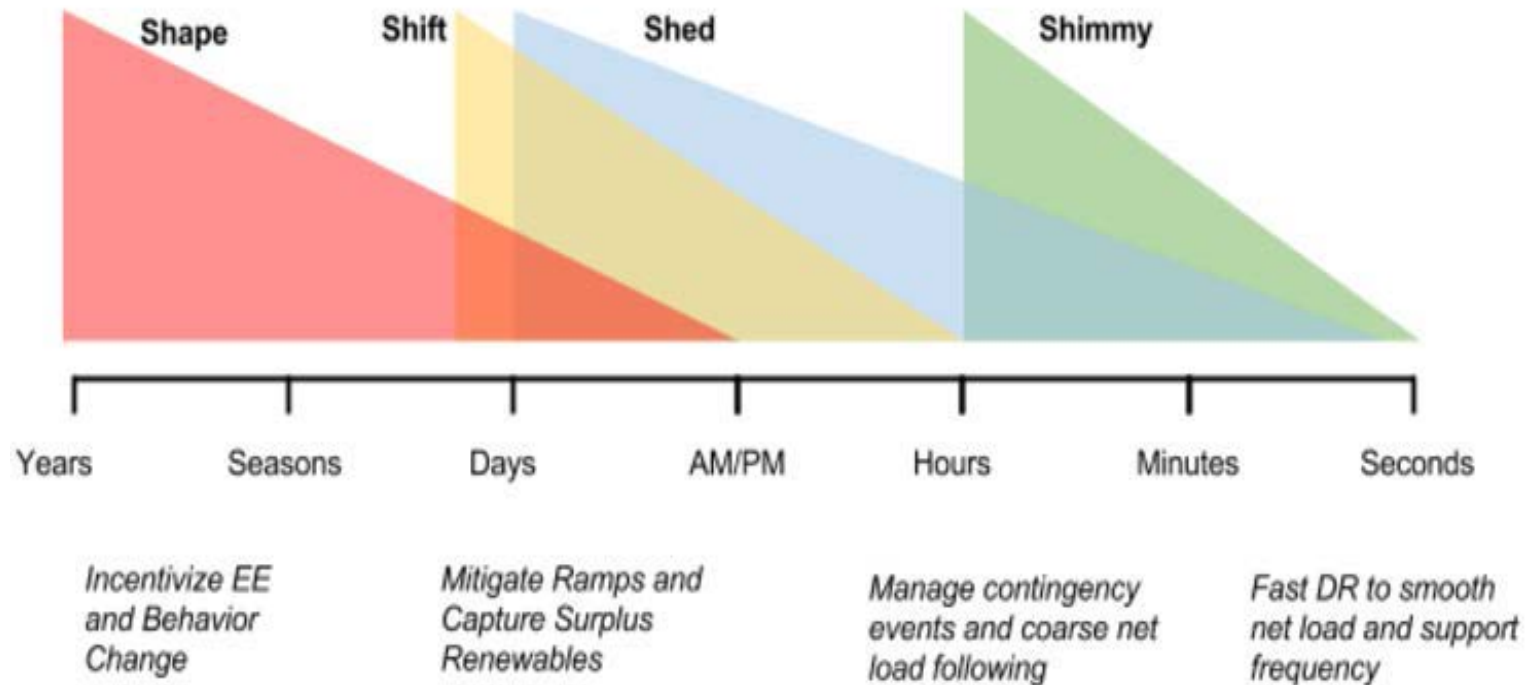 Shape
Shift
Shed
Shimmy
Years
Seasons
Days
AM/PM
Hours
Minutes
Seconds
Incentivize EE
and Behavior
Change
Mitigate Ramps and
Capture Surplus
Renewables
Manage contingency
events and coarse net
load following
Fast DR to smooth
net load and support
frequency